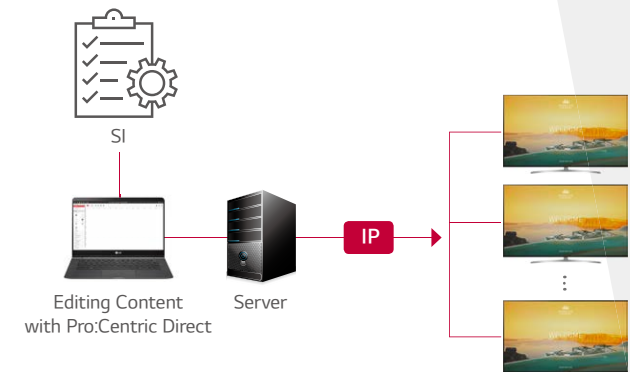 SI
IP
Editing Content
with Pro:Centric Direct
Server